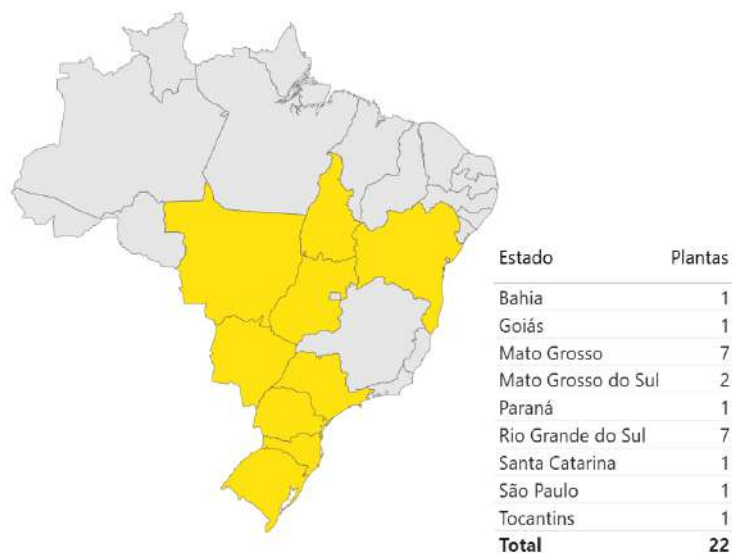 Estado Plantas
Bahia 1
Goiás 1
Mato Grosso 7
Mato Grosso do Sul 2
Paraná 1
Rio Grande do Sul 7
Santa Catarina 1
São Paulo 1
Tocantins 1
Total 22